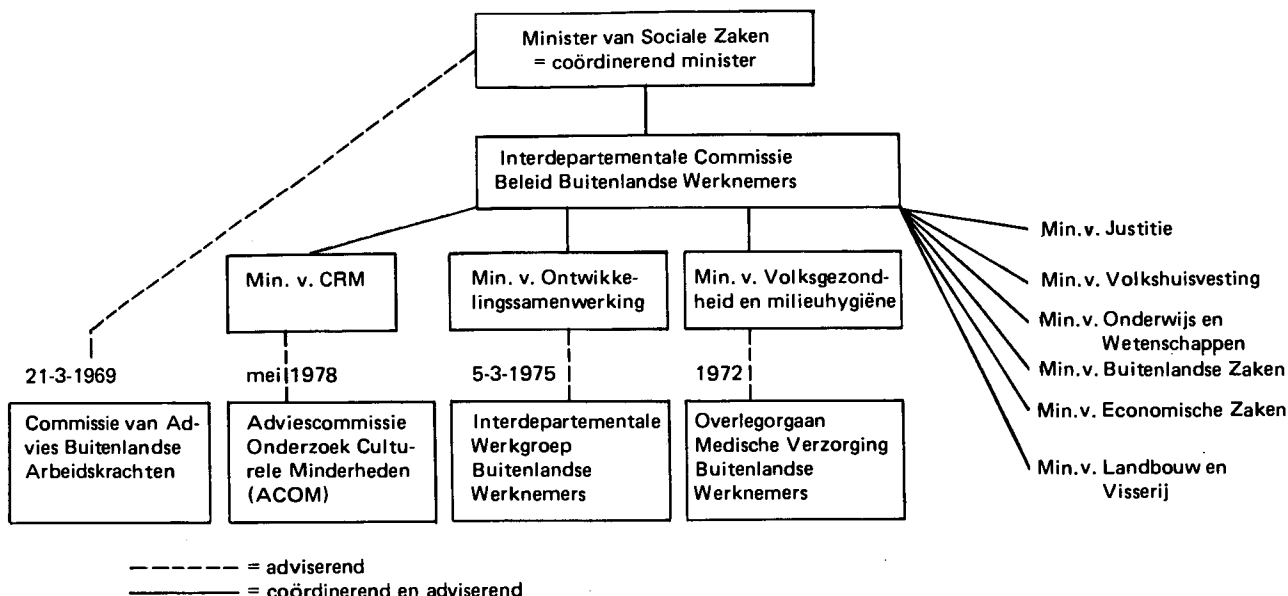 Minister van Sociale Zaken
= coördinerend minister
Interdepartementale Commissie
Beleid Buitenlandse Werknemers
Min. v. CRM
Min. v. Ontwikke-
lingssamenwerking
Min. v. Volksgezond-
heid en milieuhygiëne
Min. v. Justitie
Min. v. Volkshuisvesting
Min. v. Onderwijs en
Wetenschappen
Min. v. Buitenlandse Zaken
Min. v. Economische Zaken
Min. v. Landbouw en
Visserij
21-3-1969
mei 1978
5-3-1975
1972
Commissie van Ad-
vies Buitenlandse
Arbeidskrachten
Adviescommissie
Onderzoek Cultu-
rele Minderheden
(ACOM)
Interdepartementale
Werkgroep
Buitenlandse
Werknemers
Overlegorgaan
Medische Verzorging
Buitenlandse
Werknemers
= adviserend
= coördinerend en adviserend